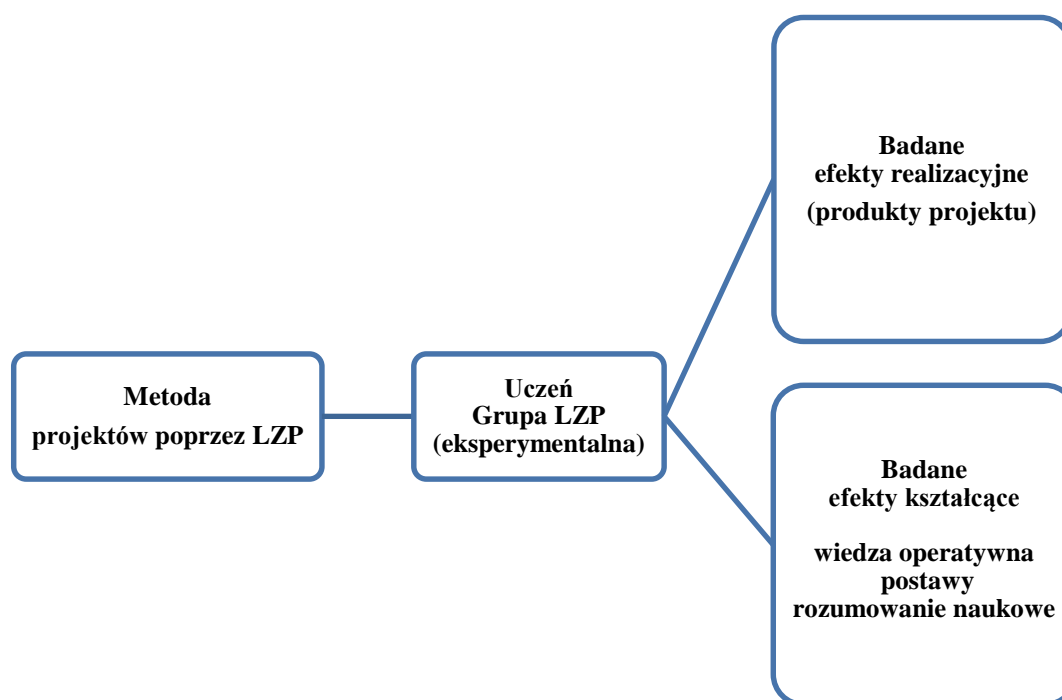 Metoda
projektów poprzez LZP
Uczeń
Grupa LZP
(eksperymentalna)
Badane
efekty realizacyjne
(produkty projektu)
Badane
efekty kształcące
wiedza operatywna
postawy
rozumowanie naukowe